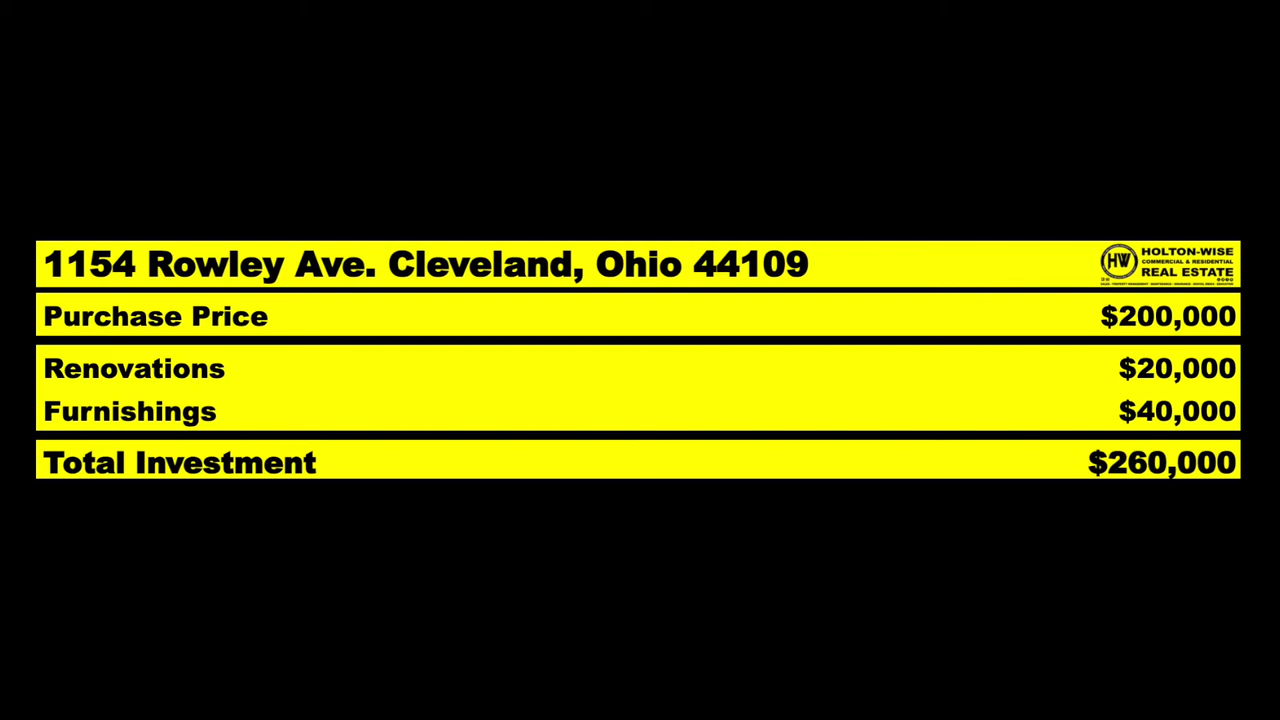 1154 Rowley Ave. Cleveland, Ohio 44109
HW
HOLTON-WISE
COMMERCIAL & RESIDENTIAL
REAL ESTATE
Purchase Price $200,000
Renovations $20,000
Furnishings $40,000
Total Investment $260,000